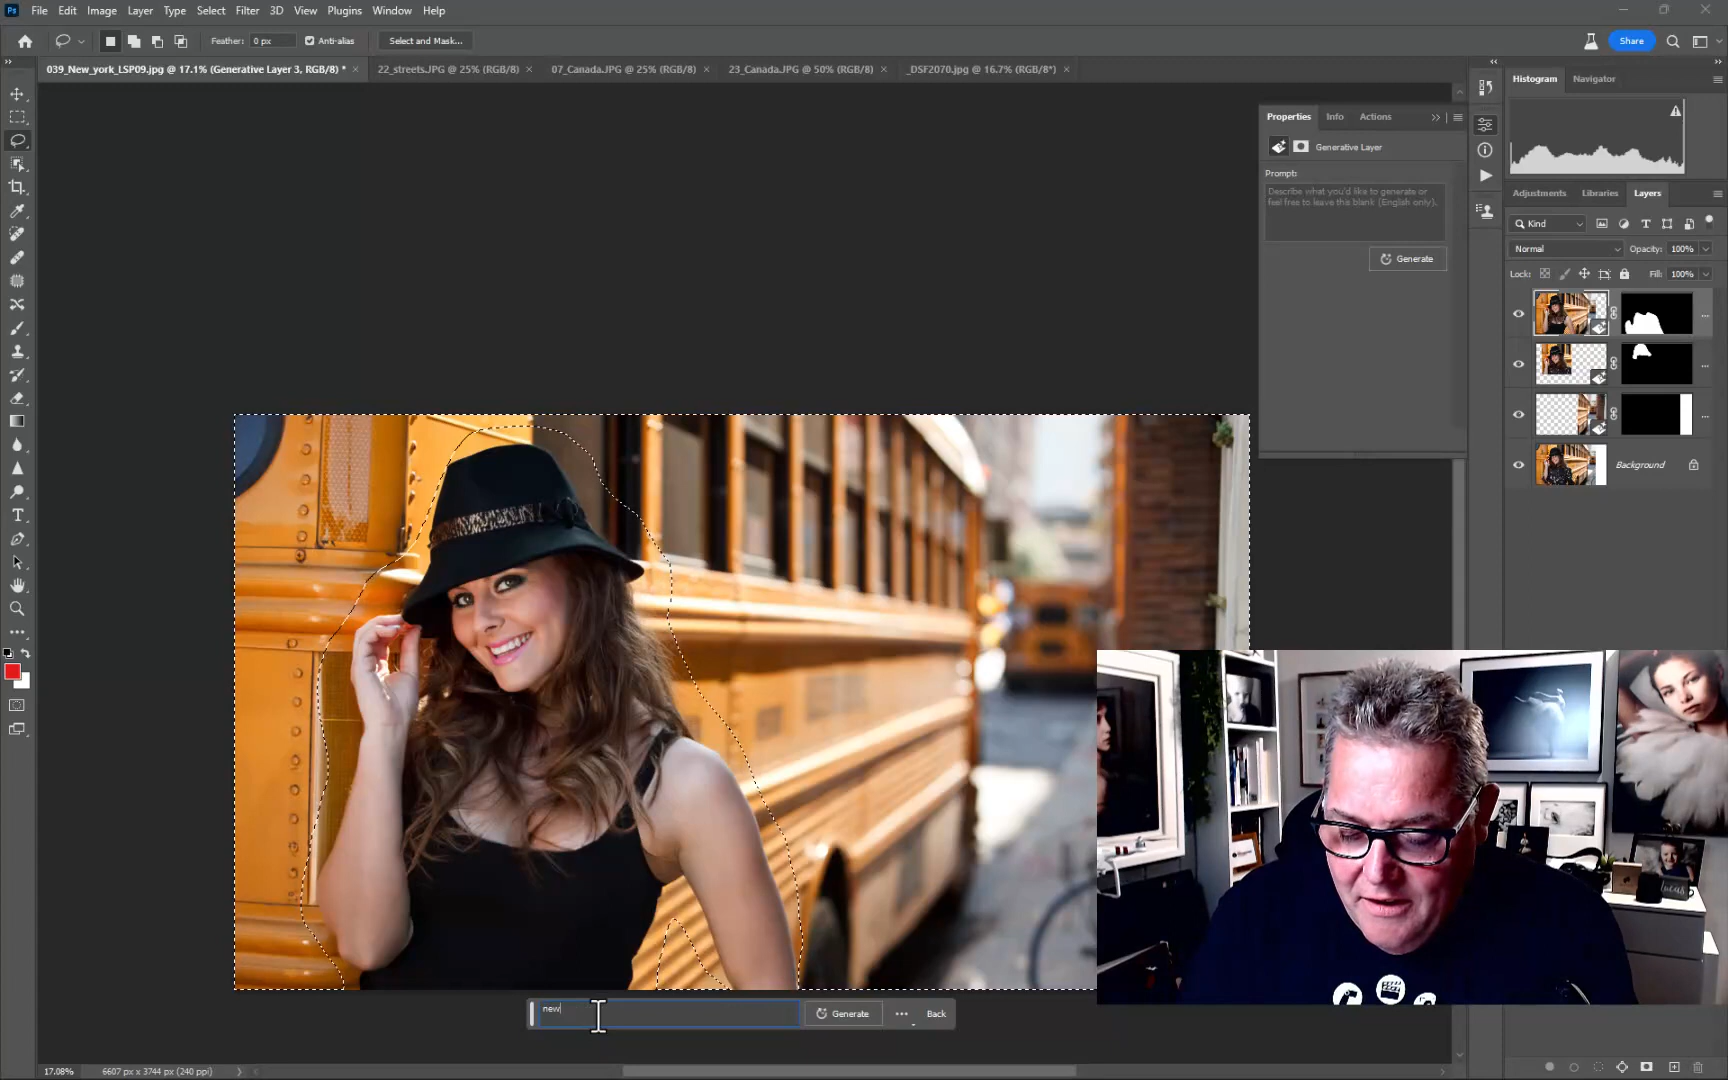 Ps File Edit Image Layer Type Select Filter 3D View Plugins Window Help
Feather: 0 px Anti-alias Select and Mask... Share
039_New_york_LSP09.jpg @ 17.1% (Generative Layer 3, RGB/8) * × 22_streets.JPG @ 25% (RGB/8) × 07_Canada.JPG @ 25% (RGB/8) × 23_Canada.JPG @ 50% (RGB/8) × _DSF2070.jpg @ 16.7% (RGB/8*) ×
Histogram Navigator
Properties Info Actions
Generative Layer
Prompt:
Describe what you'd like to generate or
feel free to leave this blank (English only).
Generate
Adjustments Libraries Layers
Kind
Normal Opacity: 100%
Lock: Fill: 100%
Background
new
Generate ... Back
17.08% 6607 px x 3744 px (240 ppi)